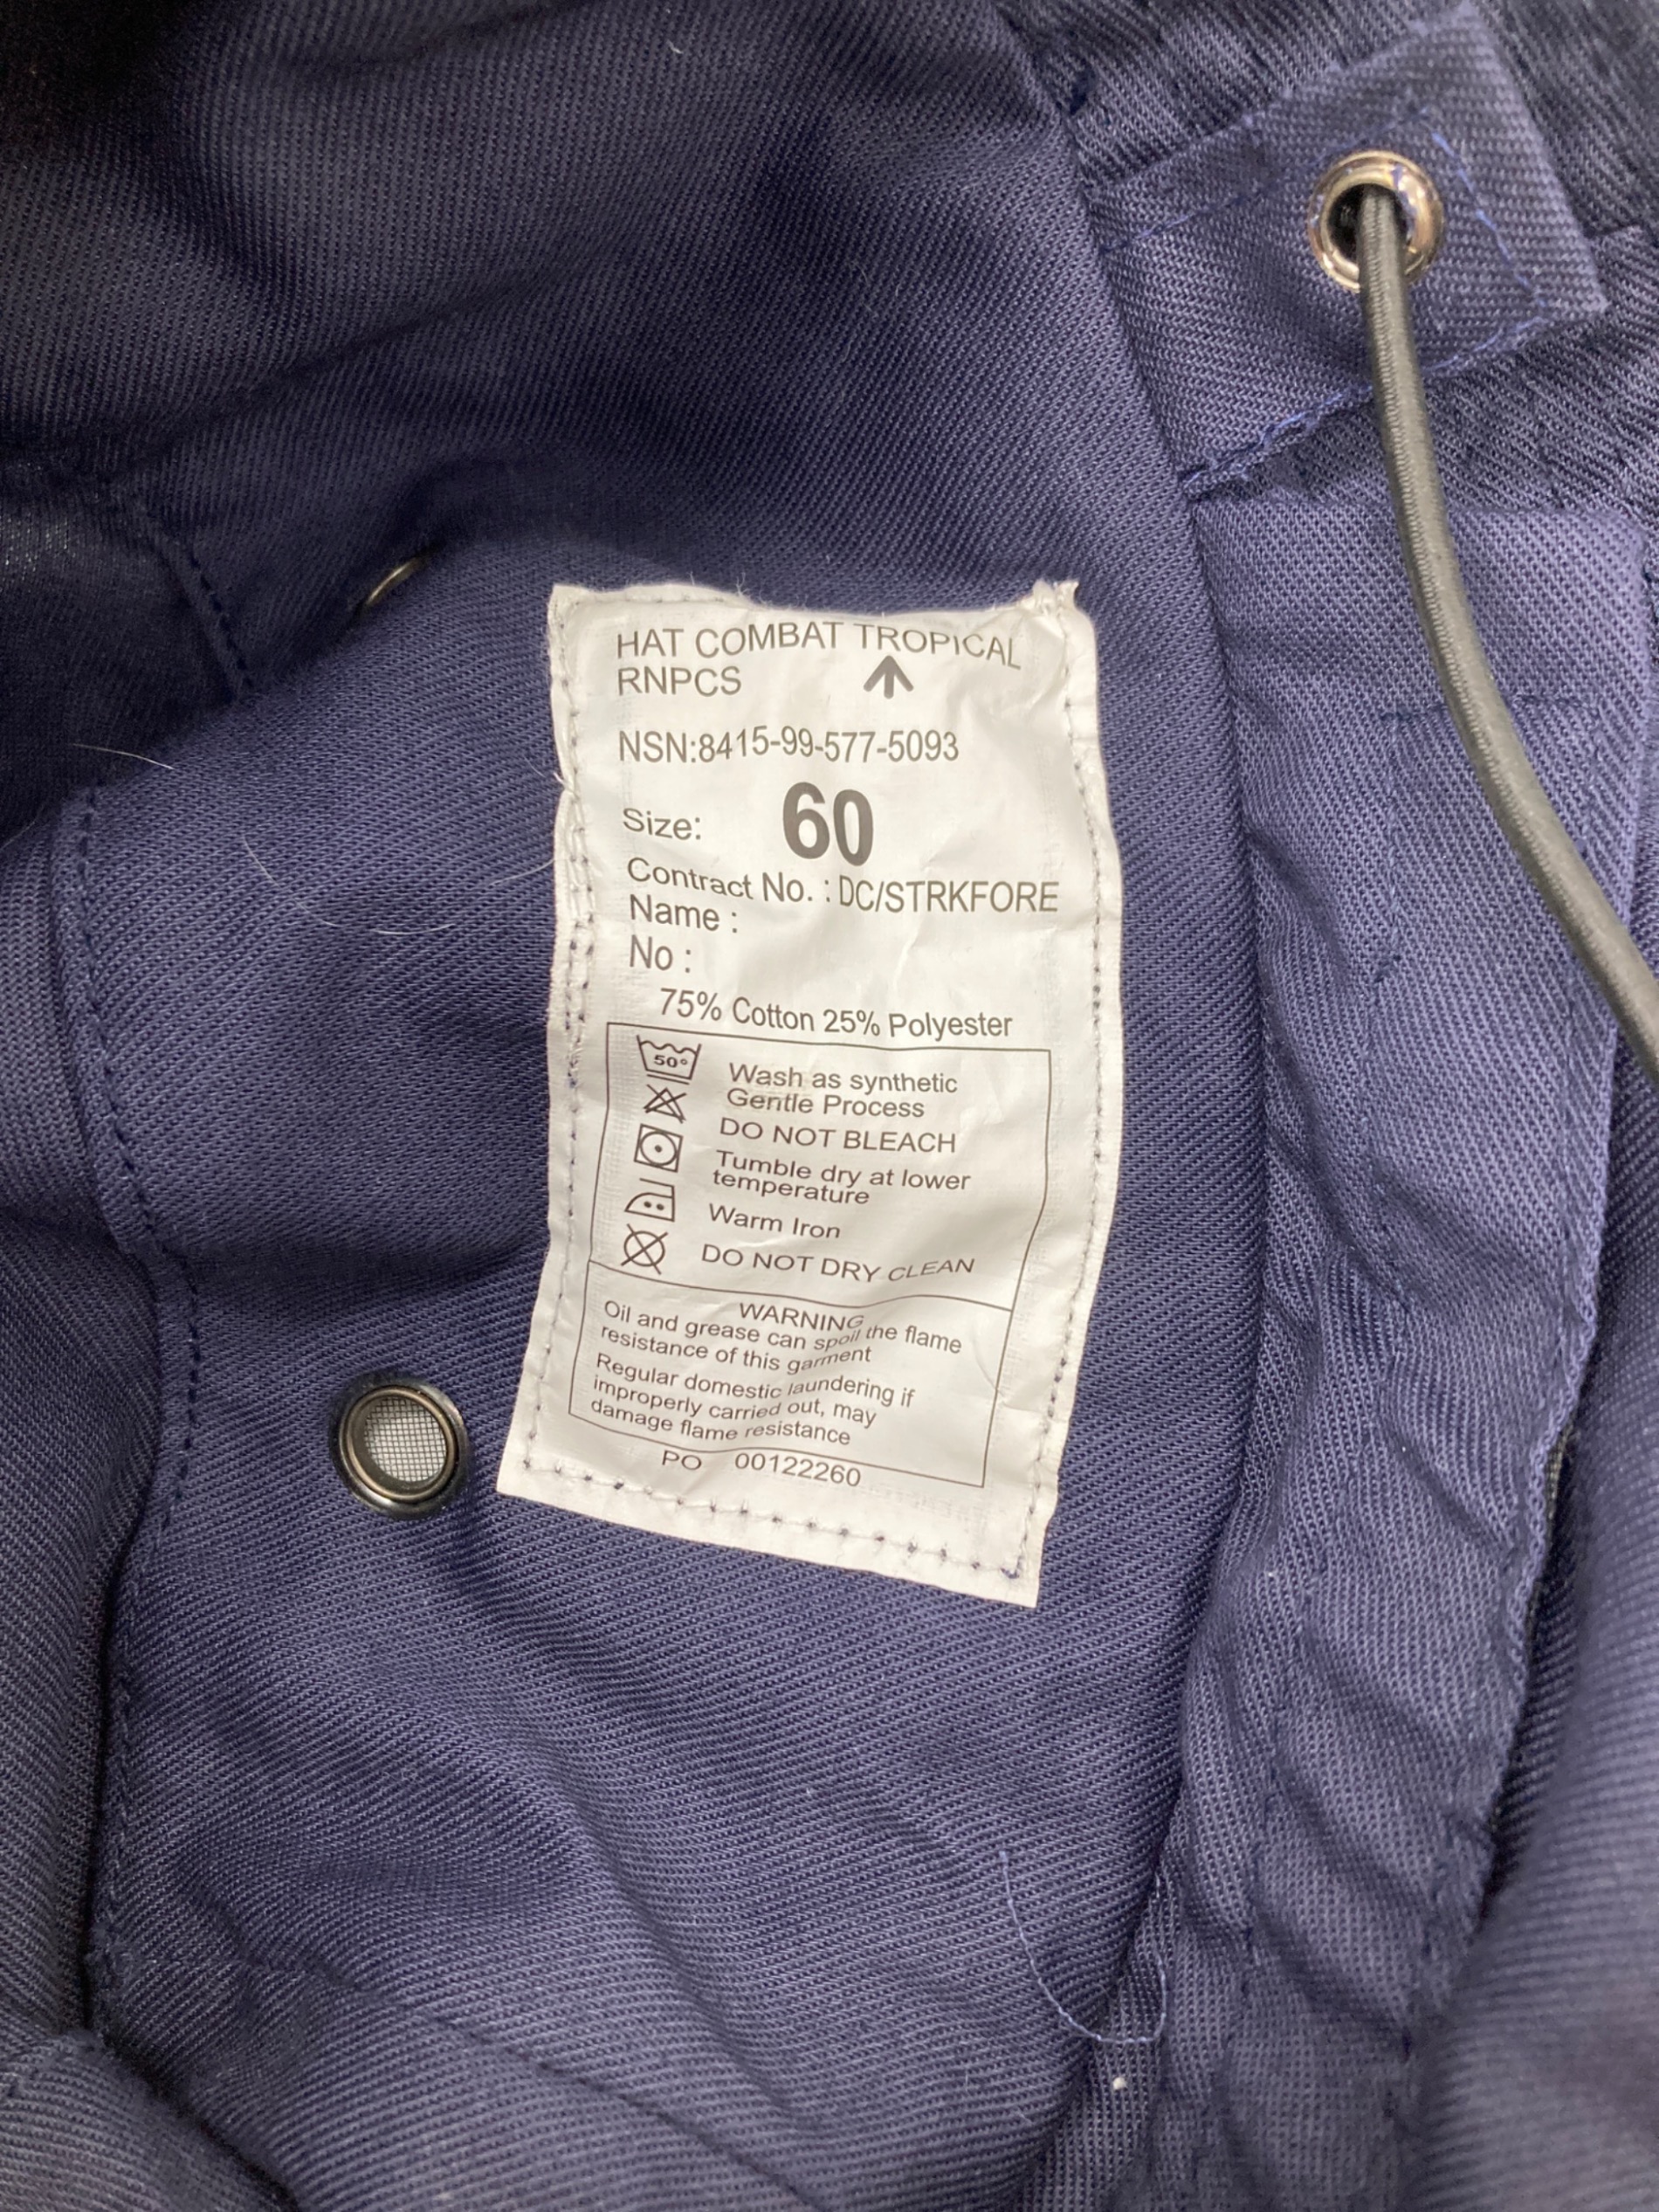 HAT COMBAT TROPICAL
RNPCS
NSN:8415-99-577-5093
Size: 60
Contract No. : DC/STRKFORE
Name :
No :
75% Cotton 25% Polyester
50° Wash as synthetic
Gentle Process
DO NOT BLEACH
Tumble dry at lower
temperature
Warm Iron
DO NOT DRY CLEAN
WARNING
Oil and grease can spoil the flame
resistance of this garment
Regular domestic laundering if
improperly carried out, may
damage flame resistance
PO 00122260